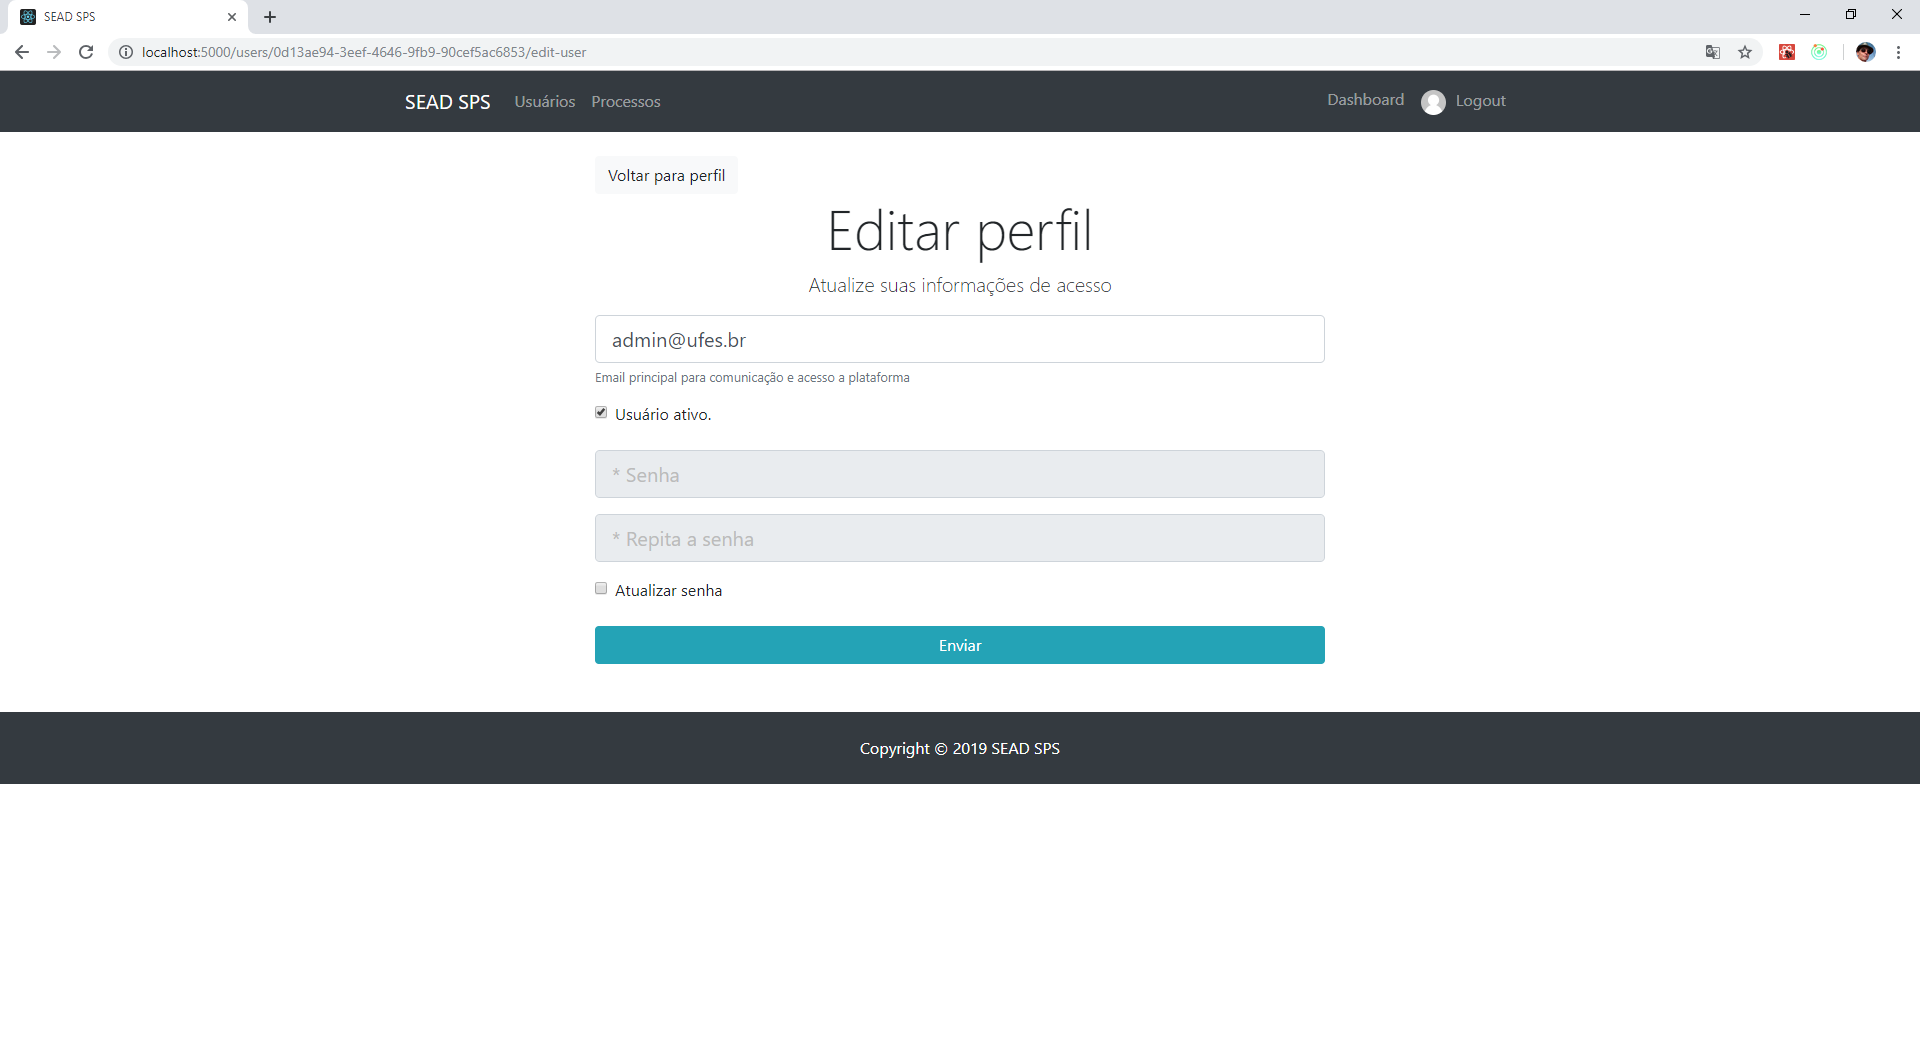 SEAD SPS
localhost:5000/users/0d13ae94-3eef-4646-9fb9-90cef5ac6853/edit-user
SEAD SPS Usuários Processos Dashboard Logout
Voltar para perfil
Editar perfil
Atualize suas informações de acesso
admin@ufes.br
Email principal para comunicação e acesso a plataforma
Usuário ativo.
* Senha
* Repita a senha
Atualizar senha
Enviar
Copyright © 2019 SEAD SPS